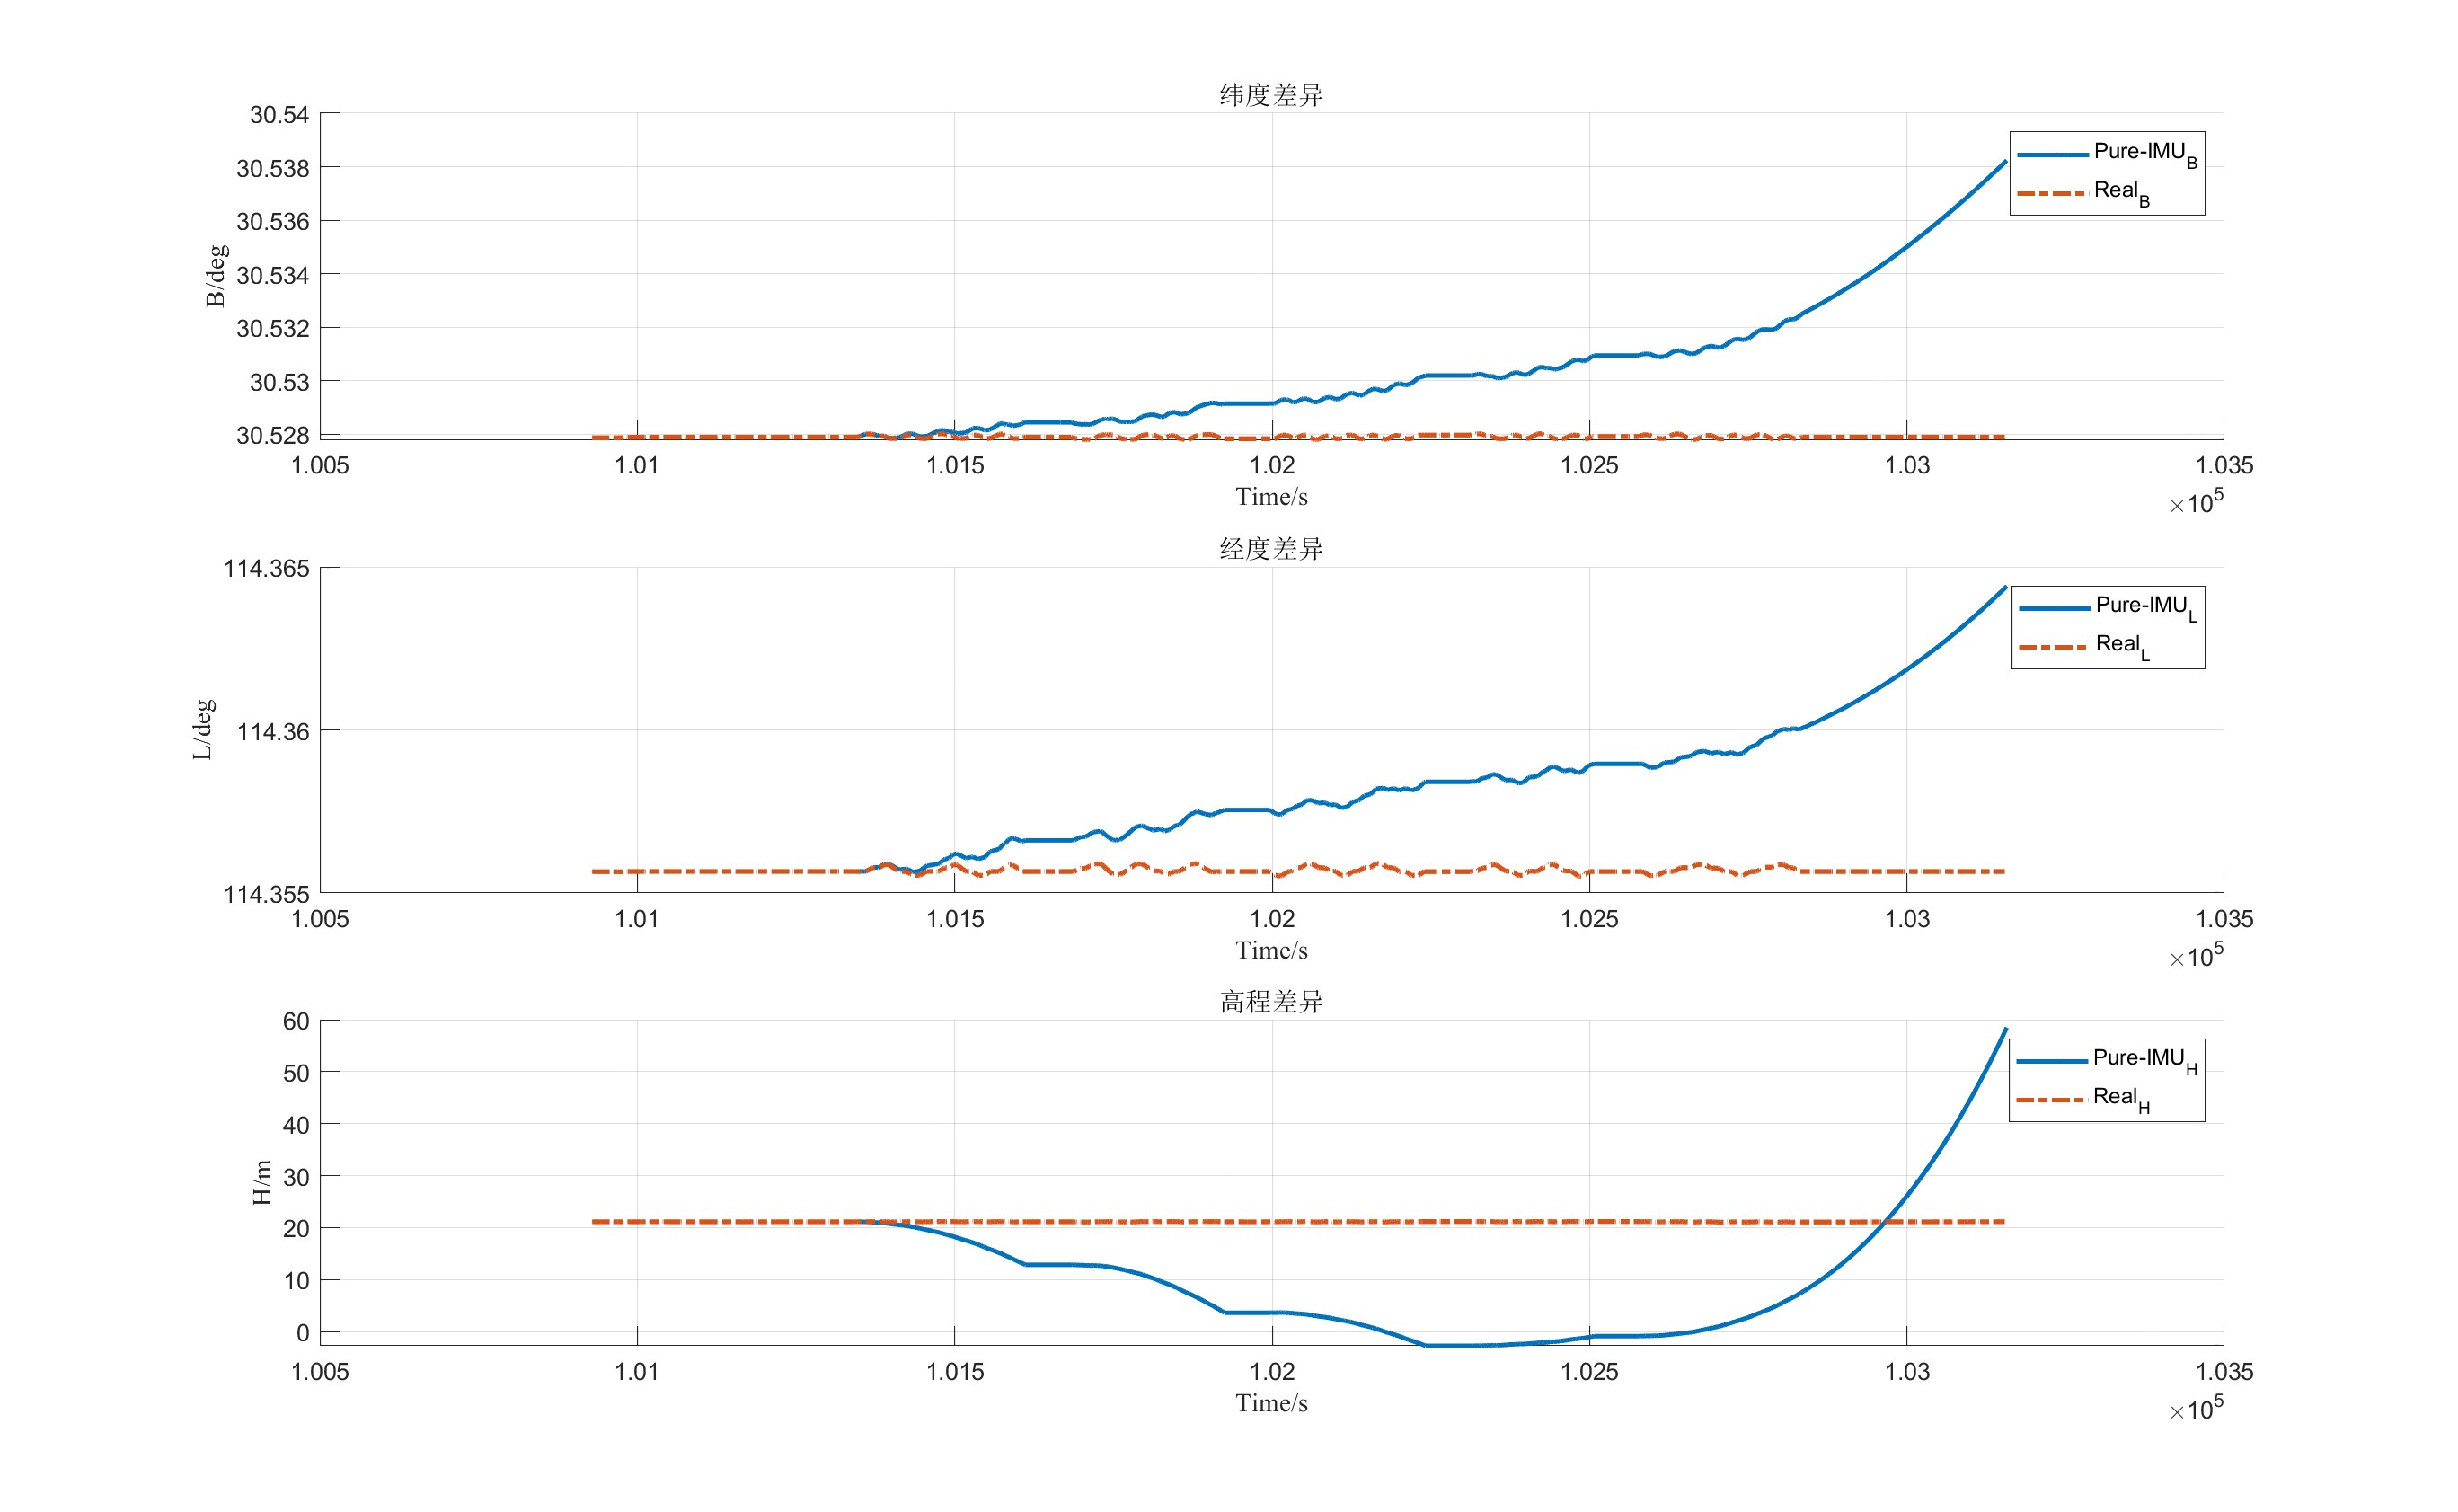 纬度差异
30.54
30.538
30.536
30.534
30.532
30.53
30.528
B/deg
Pure-IMU_B
Real_B
1.005 1.01 1.015 1.02 1.025 1.03 1.035
Time/s
×10^5
经度差异
114.365
114.36
114.355
L/deg
Pure-IMU_L
Real_L
1.005 1.01 1.015 1.02 1.025 1.03 1.035
Time/s
×10^5
高程差异
60
50
40
30
20
10
0
H/m
Pure-IMU_H
Real_H
1.005 1.01 1.015 1.02 1.025 1.03 1.035
Time/s
×10^5